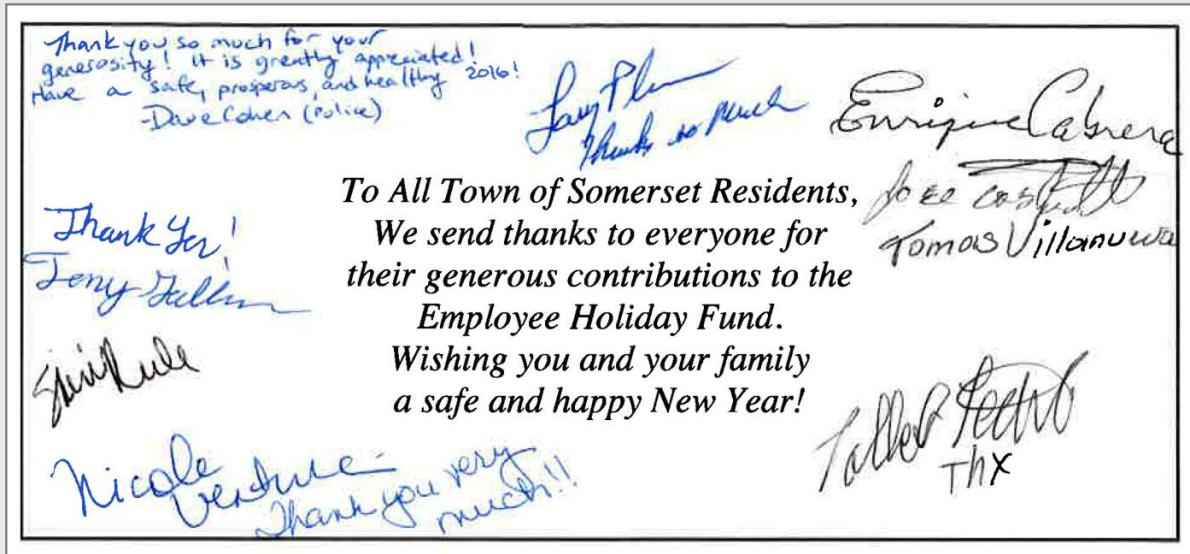 Thank you so much for your
generosity! It is greatly appreciated!
Have a safe, prosperous, and healthy 2016!
-Dave Cohen (Police)
Thanks so much
Enrique Cabrera
Jose
Tomas Villanueva
To All Town of Somerset Residents,
We send thanks to everyone for
their generous contributions to the
Employee Holiday Fund.
Wishing you and your family
a safe and happy New Year!
Thank You!
Tony
Nicole
Ventura
Thank you very
much!!
Thx